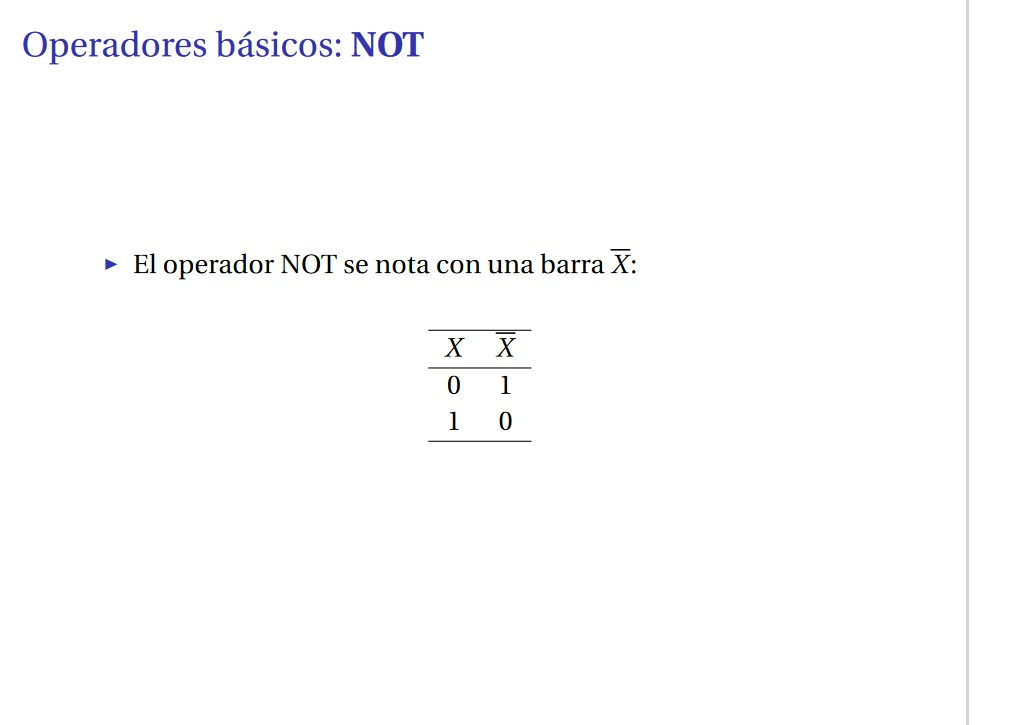 Operadores básicos: NOT
▶ El operador NOT se nota con una barra X̅:
X X̅
0 1
1 0